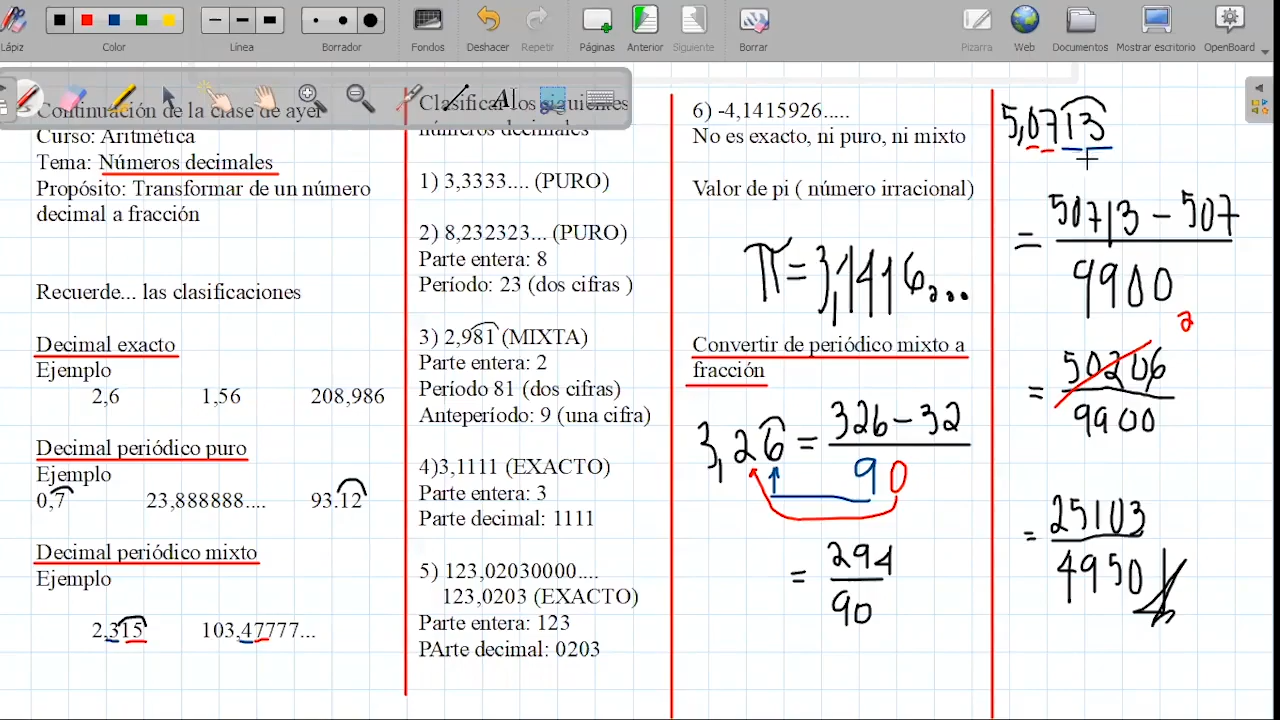 Lápiz
Color
Línea
Borrador
Fondos
Deshacer
Repetir
Páginas
Anterior
Siguiente
Borrar
Pizarra
Web
Documentos
Mostrar escritorio
OpenBoard
Continuación de la clase de ayer
Curso: Aritmética
Tema: Números decimales
Propósito: Transformar de un número
decimal a fracción
Recuerde... las clasificaciones
Decimal exacto
Ejemplo
2,6 1,56 208,986
Decimal periódico puro
Ejemplo
0,7 23,888888.... 93.12
Decimal periódico mixto
Ejemplo
2,315 103,47777...
Clasificar los siguientes
números decimales
1) 3,3333.... (PURO)
2) 8,232323... (PURO)
Parte entera: 8
Período: 23 (dos cifras )
3) 2,981 (MIXTA)
Parte entera: 2
Período 81 (dos cifras)
Anteperíodo: 9 (una cifra)
4)3,1111 (EXACTO)
Parte entera: 3
Parte decimal: 1111
5) 123,02030000....
123,0203 (EXACTO)
Parte entera: 123
PArte decimal: 0203
6) -4,1415926.....
No es exacto, ni puro, ni mixto
Valor de pi ( número irracional)
π=3,1416...
Convertir de periódico mixto a
fracción
3,26 = 326 - 32
90
= 294
90
5,0713
= 50713 - 507
9900
2
= 50206
9900
= 25103
4950